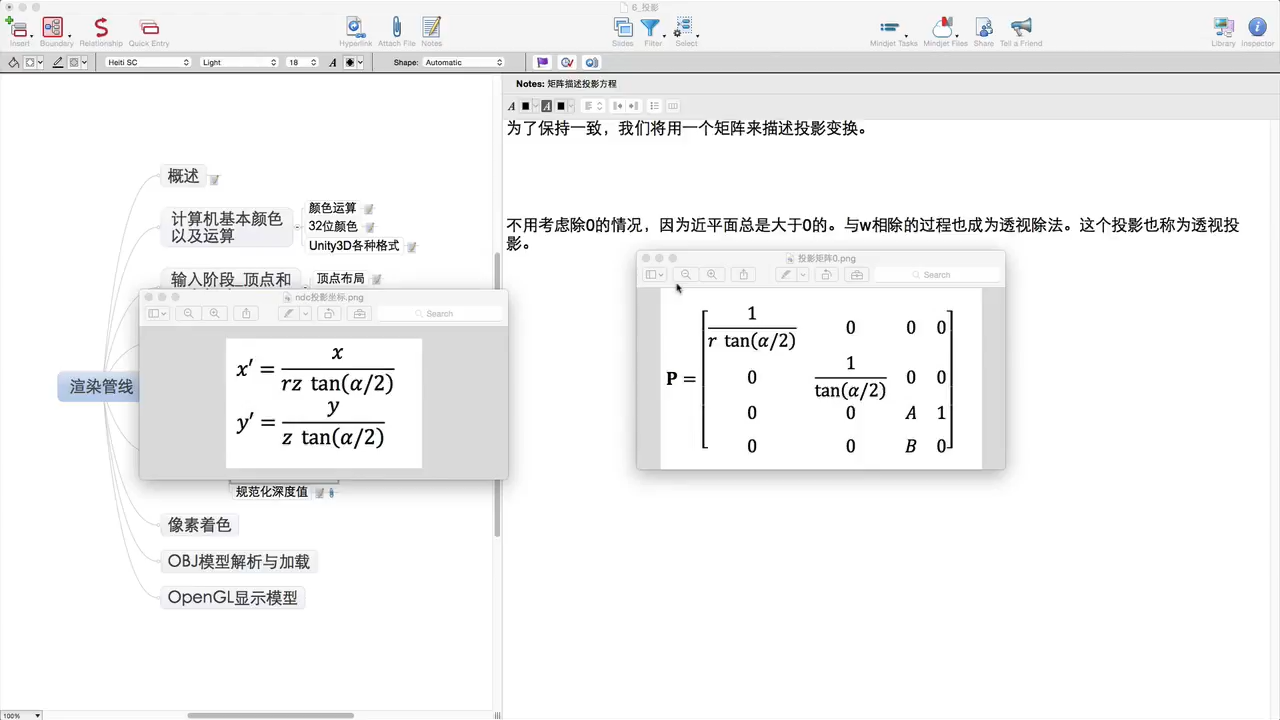 6_投影
Insert
Boundary
Relationship
Quick Entry
Hyperlink
Attach File
Notes
Slides
Filter
Select
Mindjet Tasks
Mindjet Files
Share
Tell a Friend
Library
Inspector
Heiti SC
Light
18
A
Shape:
Automatic
Notes: 矩阵描述投影方程
A
A
为了保持一致，我们将用一个矩阵来描述投影变换。
不用考虑除0的情况，因为近平面总是大于0的。与w相除的过程也成为透视除法。这个投影也称为透视投
影。
概述
计算机基本颜色
以及运算
颜色运算
32位颜色
Unity3D各种格式
输入阶段_顶点和
顶点布局
渲染管线
规范化深度值
像素着色
OBJ模型解析与加载
OpenGL显示模型
ndc投影坐标.png
Search
x′ = x / rz tan(α/2)
y′ = y / z tan(α/2)
投影矩阵0.png
Search
P =
1 / r tan(α/2) 0 0 0
0 1 / tan(α/2) 0 0
0 0 A 1
0 0 B 0
100%